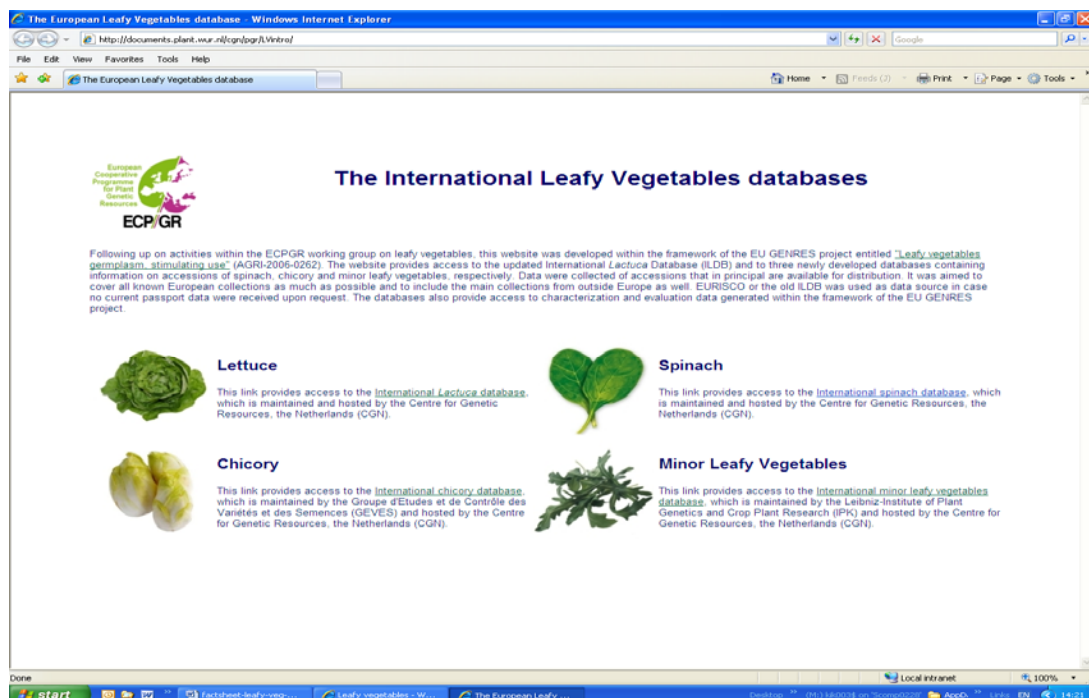 The European Leafy Vegetables database - Windows Internet Explorer
http://documents.plant.wur.nl/cgn/pgr/LVintro/
Google
File Edit View Favorites Tools Help
The European Leafy Vegetables database
Home Feeds (J) Print Page Tools
European
Cooperative
Programme
for Plant
Genetic
Resources
ECP/GR
The International Leafy Vegetables databases
Following up on activities within the ECPGR working group on leafy vegetables, this website was developed within the framework of the EU GENRES project entitled "Leafy vegetables
germplasm, stimulating use" (AGRI-2006-0262). The website provides access to the updated International Lactuca Database (ILDB) and to three newly developed databases containing
information on accessions of spinach, chicory and minor leafy vegetables, respectively. Data were collected of accessions that in principal are available for distribution. It was aimed to
cover all known European collections as much as possible and to include the main collections from outside Europe as well. EURISCO or the old ILDB was used as data source in case
no current passport data were received upon request. The databases also provide access to characterization and evaluation data generated within the framework of the EU GENRES
project.
Lettuce
This link provides access to the International Lactuca database,
which is maintained and hosted by the Centre for Genetic
Resources, the Netherlands (CGN).
Spinach
This link provides access to the International spinach database, which
is maintained and hosted by the Centre for Genetic Resources, the
Netherlands (CGN).
Chicory
This link provides access to the International chicory database,
which is maintained by the Groupe d'Etudes et de Contrôle des
Variétés et des Semences (GEVES) and hosted by the Centre
for Genetic Resources, the Netherlands (CGN).
Minor Leafy Vegetables
This link provides access to the International minor leafy vegetables
database, which is maintained by the Leibniz-Institute of Plant
Genetics and Crop Plant Research (IPK) and hosted by the Centre for
Genetic Resources, the Netherlands (CGN).
Done
Local intranet
100%
start
factsheet-leafy-veg-...
Leafy vegetables - W...
The European Leafy ...
Desktop
AppD
Links
EN
14:21